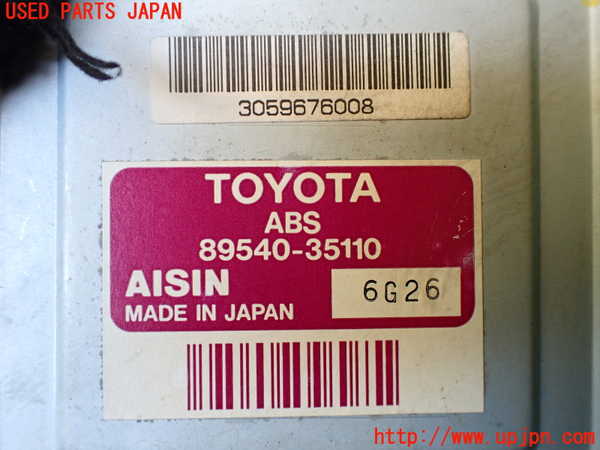 USED PARTS JAPAN
3059676008
TOYOTA
ABS
89540-35110
AISIN
6G26
MADE IN JAPAN
http://www.upjpn.com